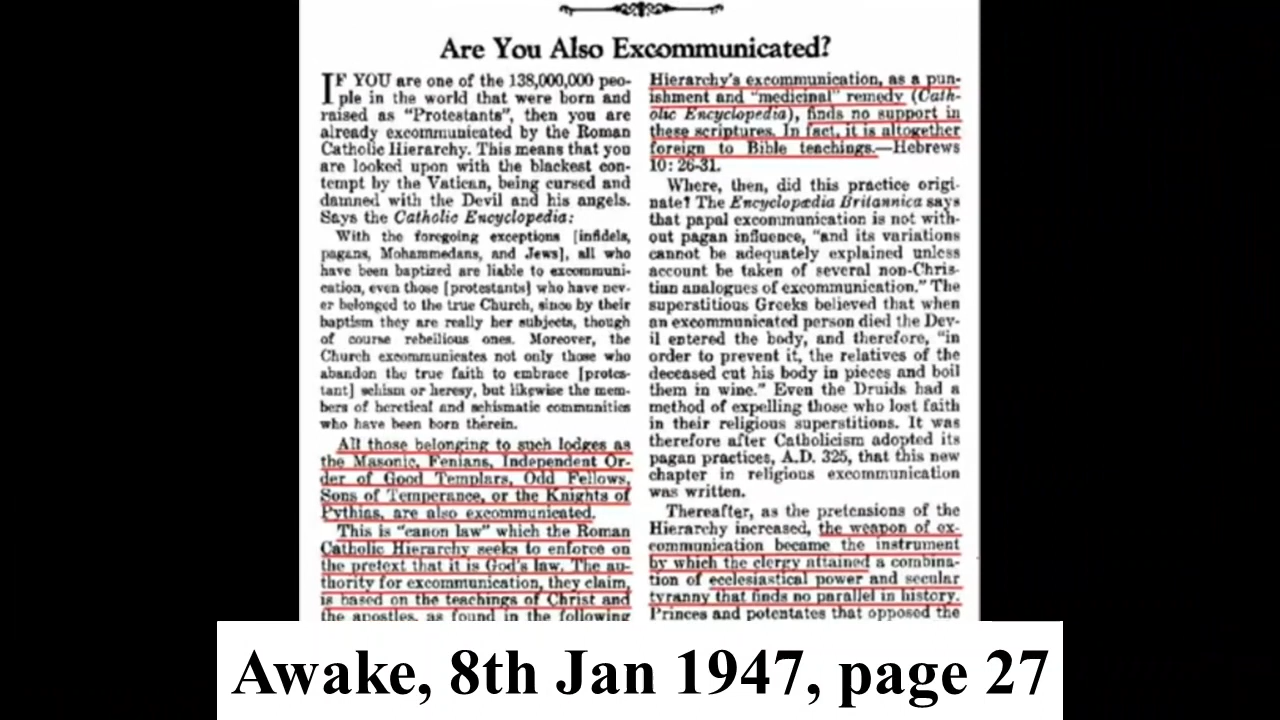 Are You Also Excommunicated?
IF YOU are one of the 138,000,000 peo-
ple in the world that were born and
raised as "Protestants", then you are
already excommunicated by the Roman
Catholic Hierarchy. This means that you
are looked upon with the blackest con-
tempt by the Vatican, being cursed and
damned with the Devil and his angels.
Says the Catholic Encyclopedia:
With the foregoing exceptions [infidels,
pagans, Mohammedans, and Jews], all who
have been baptized are liable to excommuni-
cation, even those [protestants] who have nev-
er belonged to the true Church, since by their
baptism they are really her subjects, though
of course rebellious ones. Moreover, the
Church excommunicates not only those who
abandon the true faith to embrace [protes-
tant] schism or heresy, but likewise the mem-
bers of heretical and schismatic communities
who have been born therein.
All those belonging to such lodges as
the Masonic, Fenians, Independent Or-
der of Good Templars, Odd Fellows,
Sons of Temperance, or the Knights of
Pythias, are also excommunicated.
This is "canon law" which the Roman
Catholic Hierarchy seeks to enforce on
the pretext that it is God's law. The au-
thority for excommunication, they claim,
is based on the teachings of Christ and
the apostles, as found in the following
Hierarchy's excommunication, as a pun-
ishment and "medicinal" remedy (Cath-
olic Encyclopedia), finds no support in
these scriptures. In fact, it is altogether
foreign to Bible teachings.—Hebrews
10: 26-31.
Where, then, did this practice origi-
nate? The Encyclopædia Britannica says
that papal excommunication is not with-
out pagan influence, "and its variations
cannot be adequately explained unless
account be taken of several non-Chris-
tian analogues of excommunication." The
superstitious Greeks believed that when
an excommunicated person died the Dev-
il entered the body, and therefore, "in
order to prevent it, the relatives of the
deceased cut his body in pieces and boil
them in wine." Even the Druids had a
method of expelling those who lost faith
in their religious superstitions. It was
therefore after Catholicism adopted its
pagan practices, A.D. 325, that this new
chapter in religious excommunication
was written.
Thereafter, as the pretensions of the
Hierarchy increased, the weapon of ex-
communication became the instrument
by which the clergy attained a combina-
tion of ecclesiastical power and secular
tyranny that finds no parallel in history.
Princes and potentates that opposed the
Awake, 8th Jan 1947, page 27